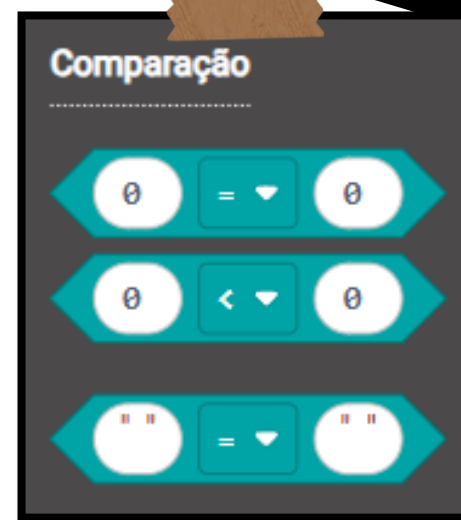 Comparação
0 = 0
0 < 0
" " = " "